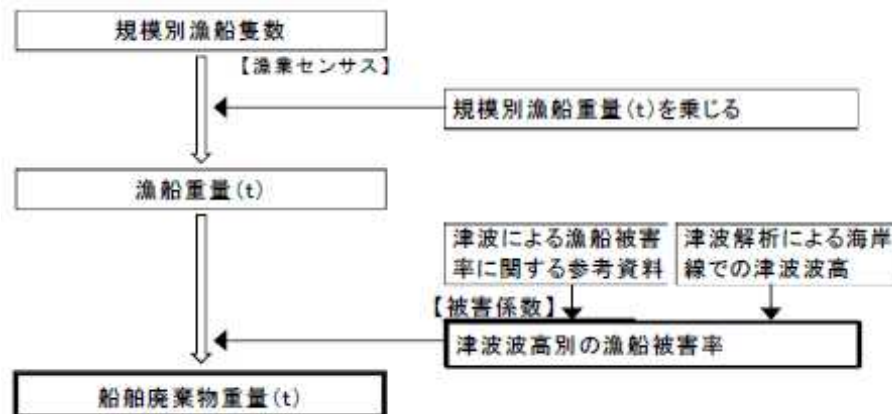 規模別漁船隻数
【漁業センサス】
規模別漁船重量(t)を乗じる
漁船重量(t)
津波による漁船被害
率に関する参考資料
津波解析による海岸
線での津波波高
【被害係数】
津波波高別の漁船被害率
船舶廃棄物重量(t)